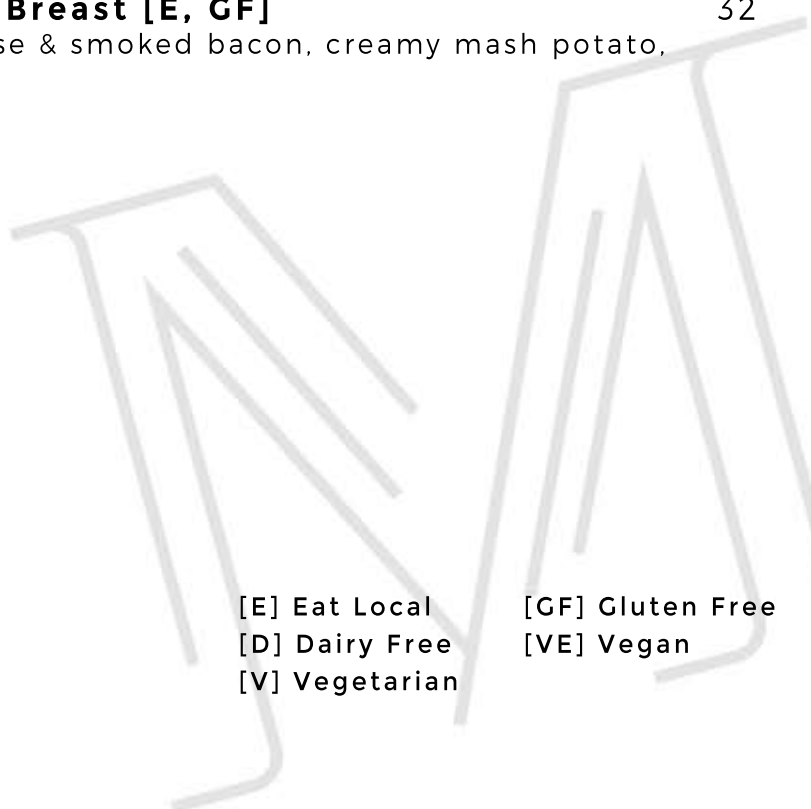 Breast [E, GF] 32
se & smoked bacon, creamy mash potato,
[E] Eat Local [GF] Gluten Free
[D] Dairy Free [VE] Vegan
[V] Vegetarian